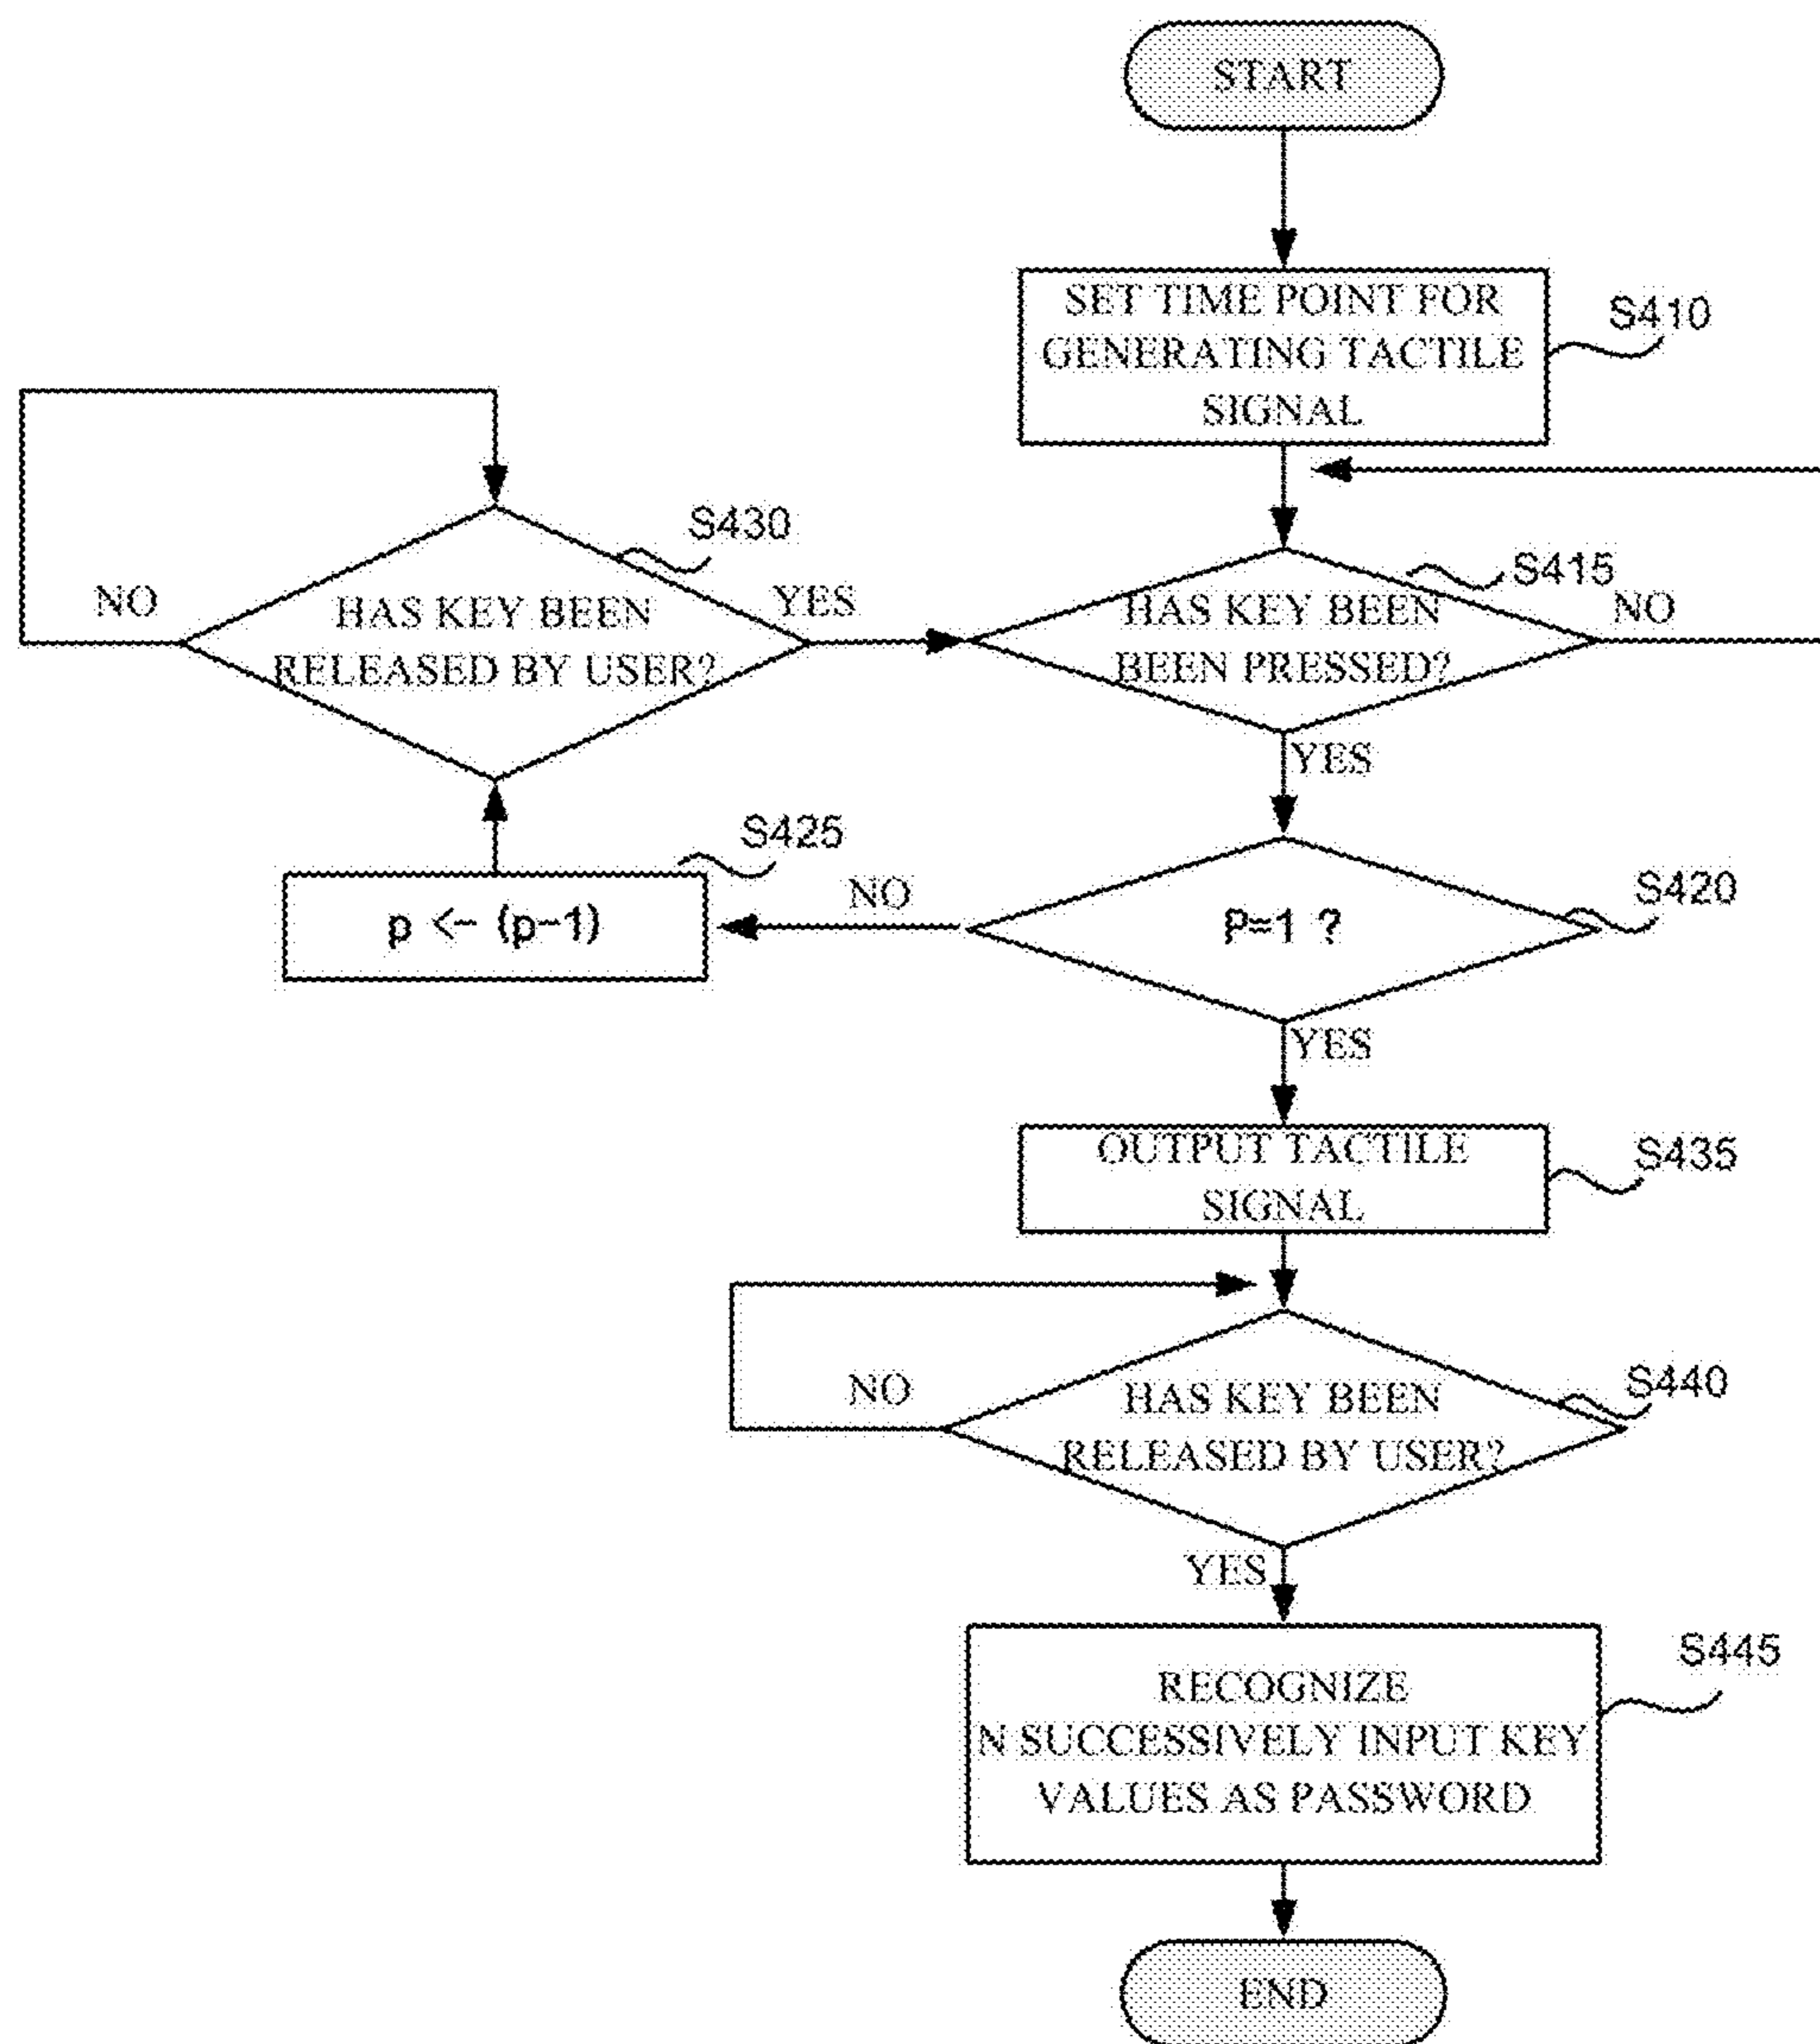 START
SET TIME POINT FOR
GENERATING TACTILE
SIGNAL
S410
S430
NO
HAS KEY BEEN
RELEASED BY USER?
YES
S415
HAS KEY BEEN
BEEN PRESSED?
NO
YES
S425
p <- (p-1)
NO
S420
P=1 ?
YES
OUTPUT TACTILE
SIGNAL
S435
NO
HAS KEY BEEN
RELEASED BY USER?
S440
YES
RECOGNIZE
N SUCCESSIVELY INPUT KEY
VALUES AS PASSWORD
S445
END